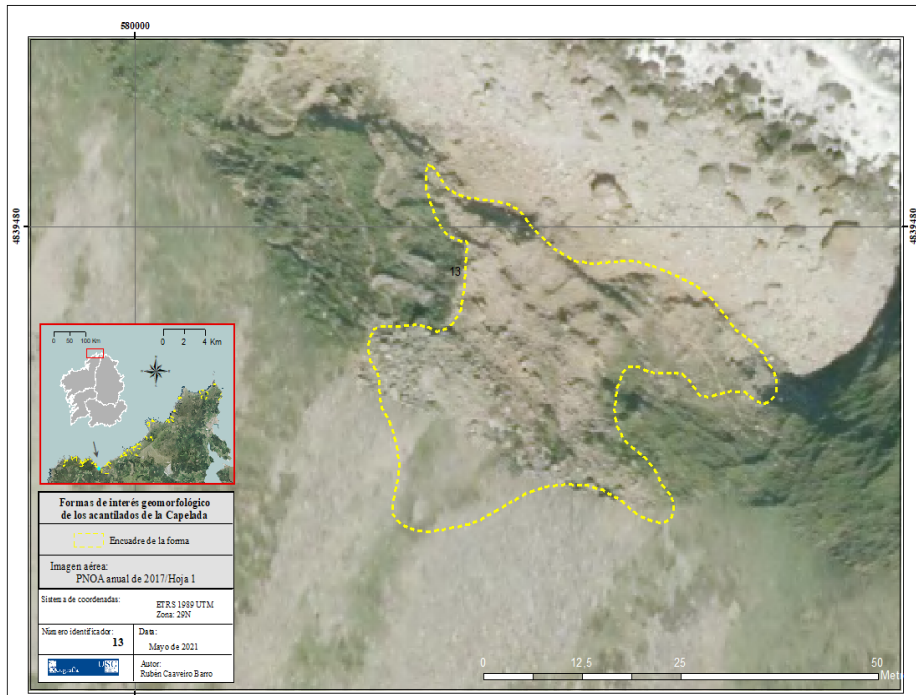 580000
4839480
4839480
13
0 50 100 Km
0 2 4 Km
Formas de interés geomorfológico
de los acantilados de la Capelada
Encuadre de la forma
Imagen aérea:
PNOA anual de 2017/Hoja 1
Sistema de coordenadas:
ETRS 1989 UTM
Zona: 29N
Número identificador:
13
Data:
Mayo de 2021
USC
Autor:
Rubén Caaveiro Barro
0 12.5 25 50
Metro